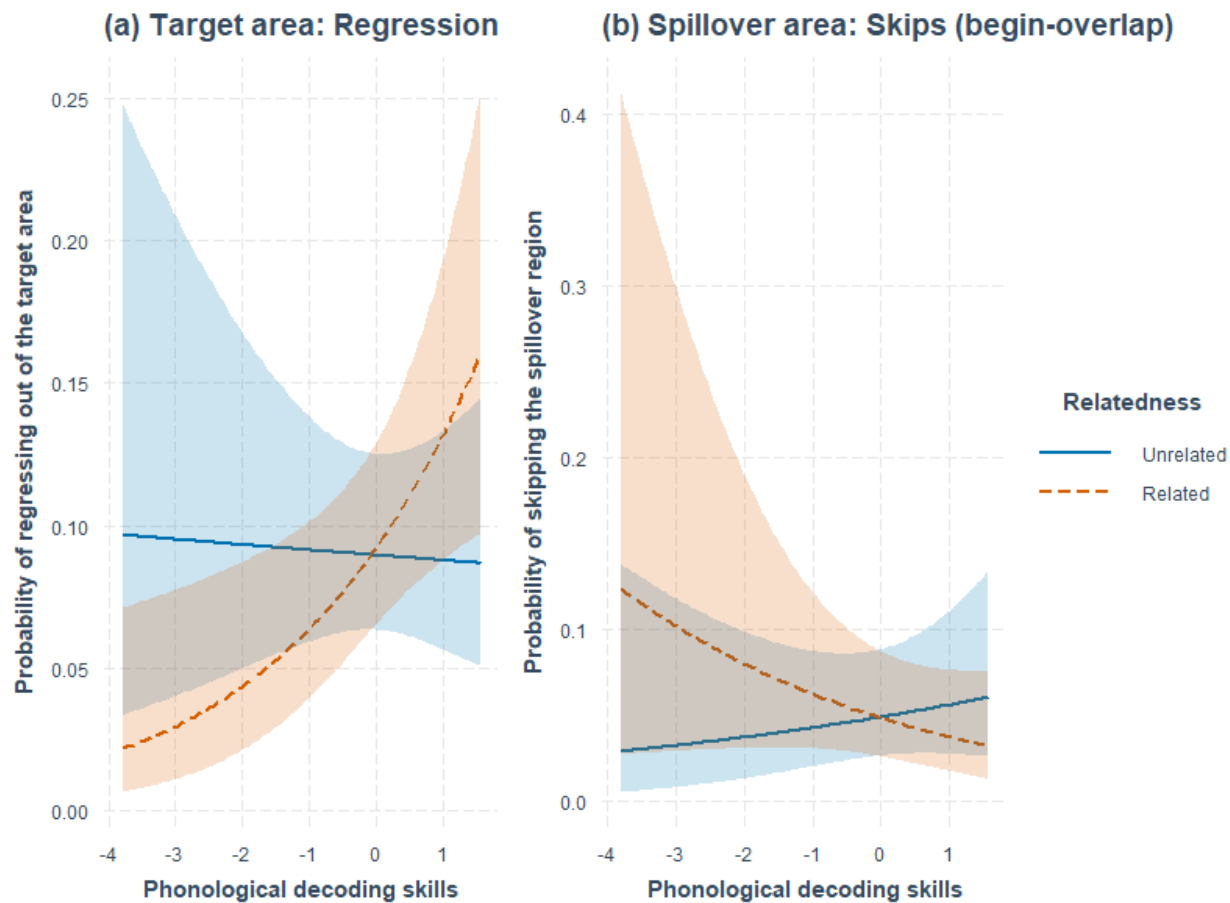 (a) Target area: Regression
Probability of regressing out of the target area
0.25
0.20
0.15
0.10
0.05
0.00
-4 -3 -2 -1 0 1
Phonological decoding skills
(b) Spillover area: Skips (begin-overlap)
Probability of skipping the spillover region
0.4
0.3
0.2
0.1
0.0
-4 -3 -2 -1 0 1
Phonological decoding skills
Relatedness
Unrelated
Related